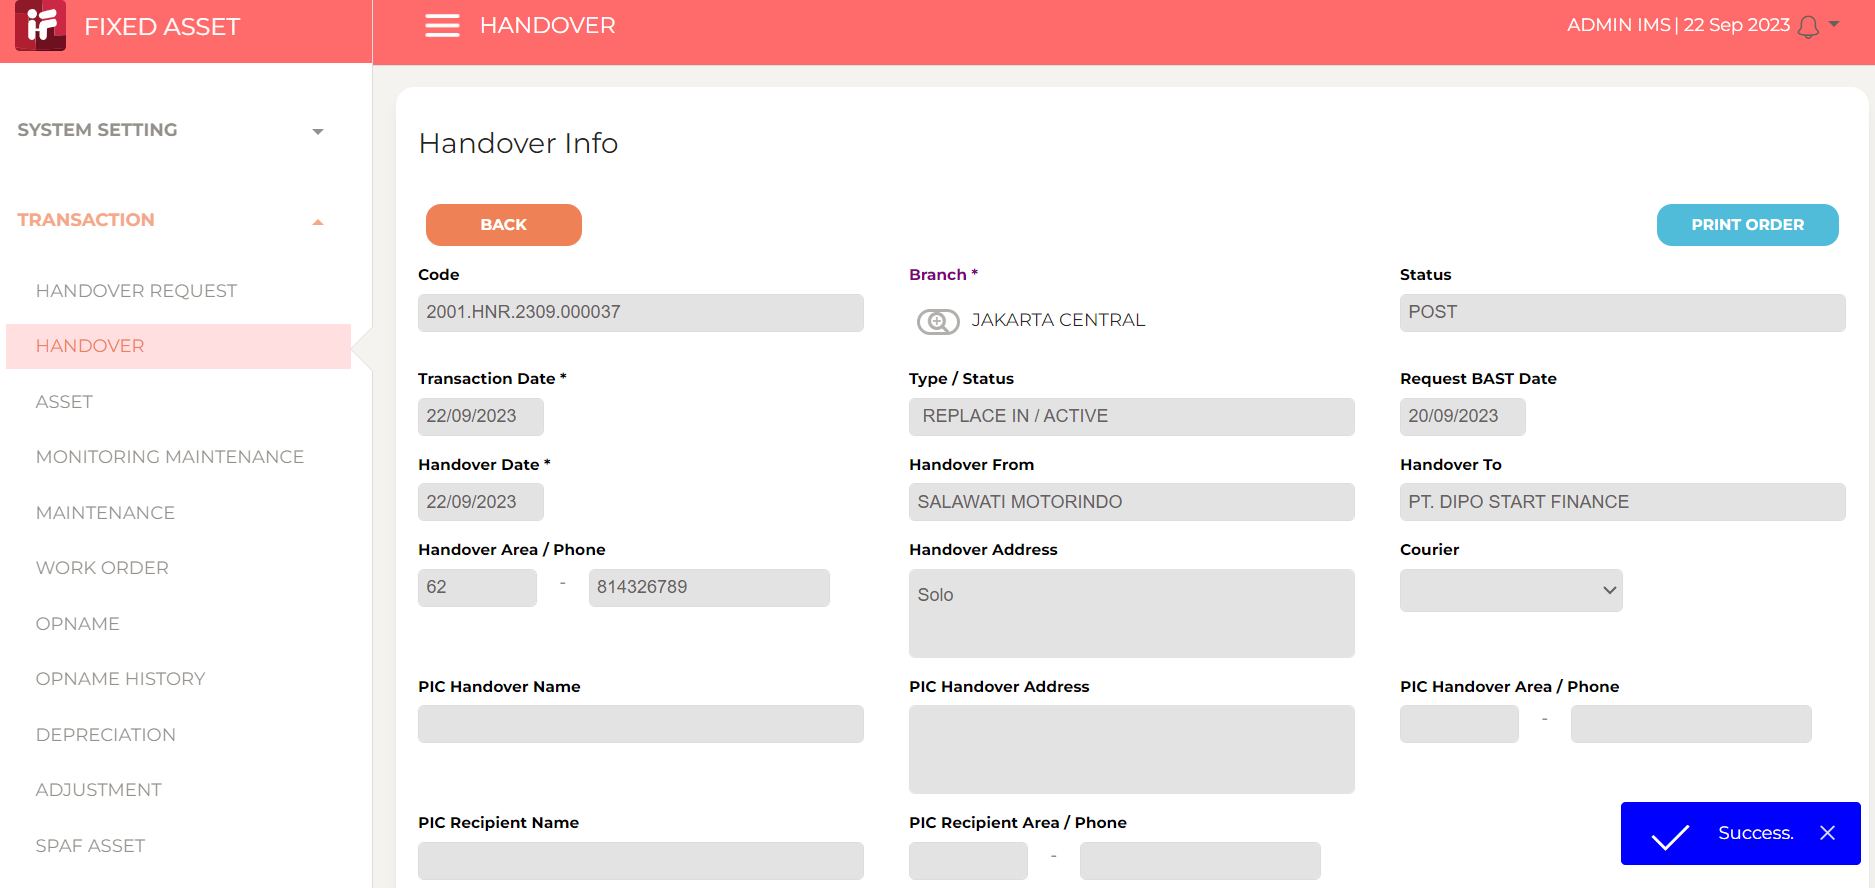 FIXED ASSET
HANDOVER
ADMIN IMS | 22 Sep 2023
SYSTEM SETTING
TRANSACTION
HANDOVER REQUEST
HANDOVER
ASSET
MONITORING MAINTENANCE
MAINTENANCE
WORK ORDER
OPNAME
OPNAME HISTORY
DEPRECIATION
ADJUSTMENT
SPAF ASSET
Handover Info
BACK
PRINT ORDER
Code
Branch *
Status
2001.HNR.2309.000037
JAKARTA CENTRAL
POST
Transaction Date *
Type / Status
Request BAST Date
22/09/2023
REPLACE IN / ACTIVE
20/09/2023
Handover Date *
Handover From
Handover To
22/09/2023
SALAWATI MOTORINDO
PT. DIPO START FINANCE
Handover Area / Phone
Handover Address
Courier
62 - 814326789
Solo
PIC Handover Name
PIC Handover Address
PIC Handover Area / Phone
-
PIC Recipient Name
PIC Recipient Area / Phone
-
Success.